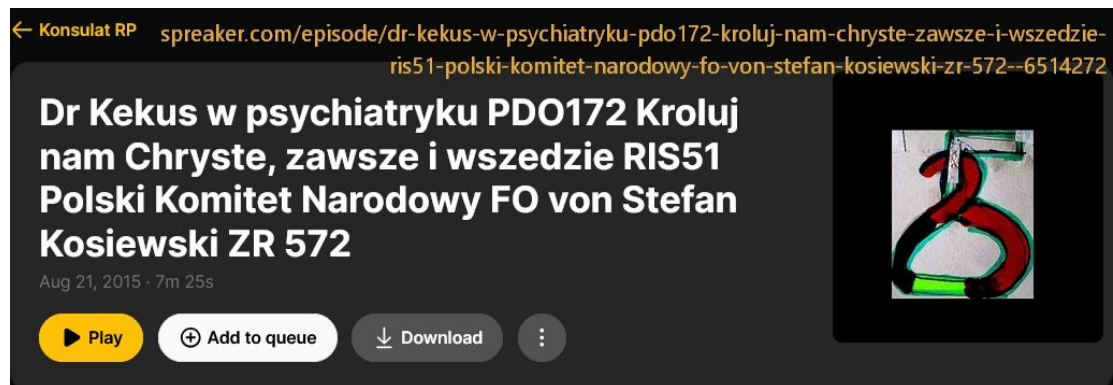 ← Konsulat RP
spreaker.com/episode/dr-kekus-w-psychiatryku-pdo172-kroluj-nam-chryste-zawsze-i-wszedzie-
ris51-polski-komitet-narodowy-fo-von-stefan-kosiewski-zr-572--6514272
Dr Kekus w psychiatryku PDO172 Kroluj
nam Chryste, zawsze i wszedzie RIS51
Polski Komitet Narodowy FO von Stefan
Kosiewski ZR 572
Aug 21, 2015 · 7m 25s
Play
Add to queue
Download